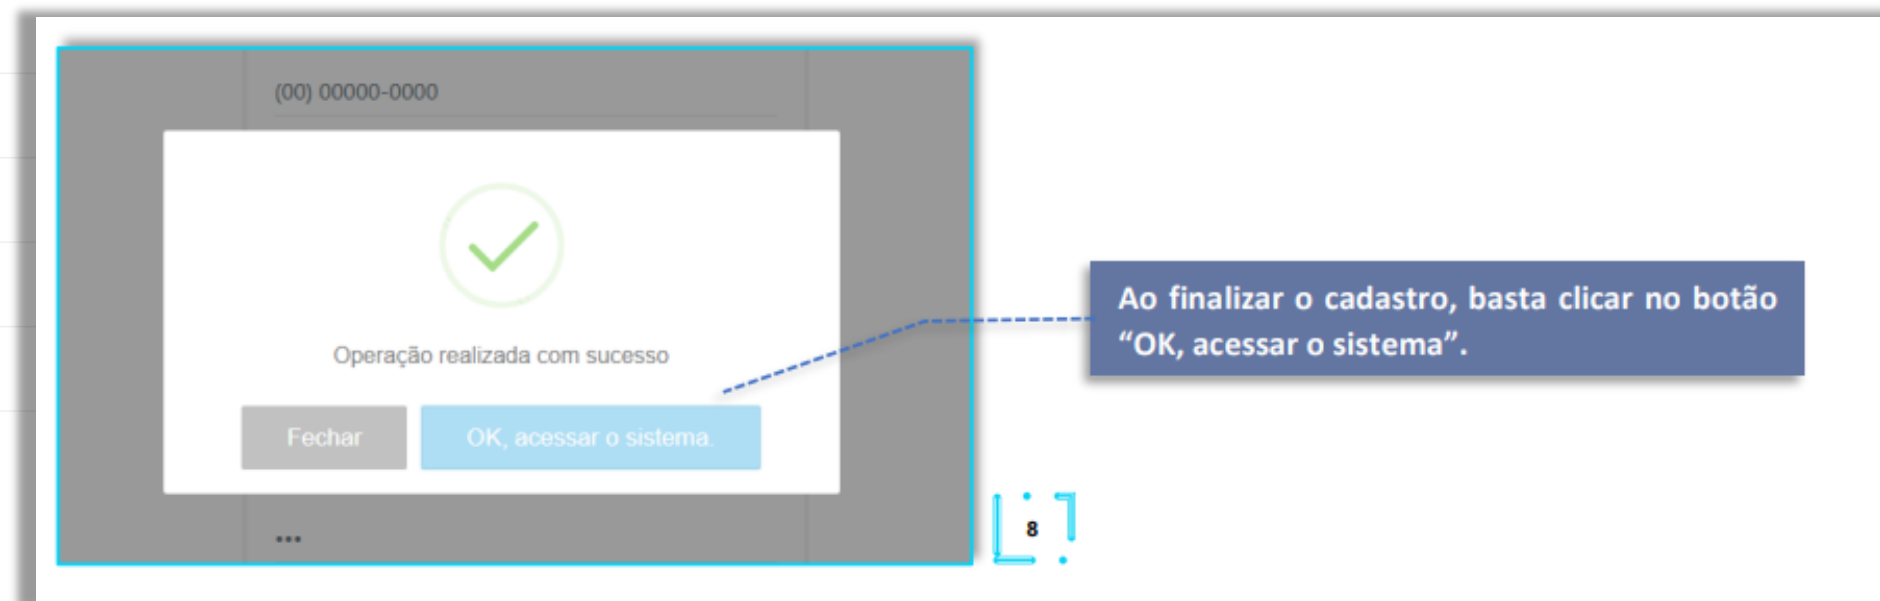 (00) 00000-0000
Operação realizada com sucesso
Fechar
OK, acessar o sistema.
•••
Ao finalizar o cadastro, basta clicar no botão
“OK, acessar o sistema”.
8